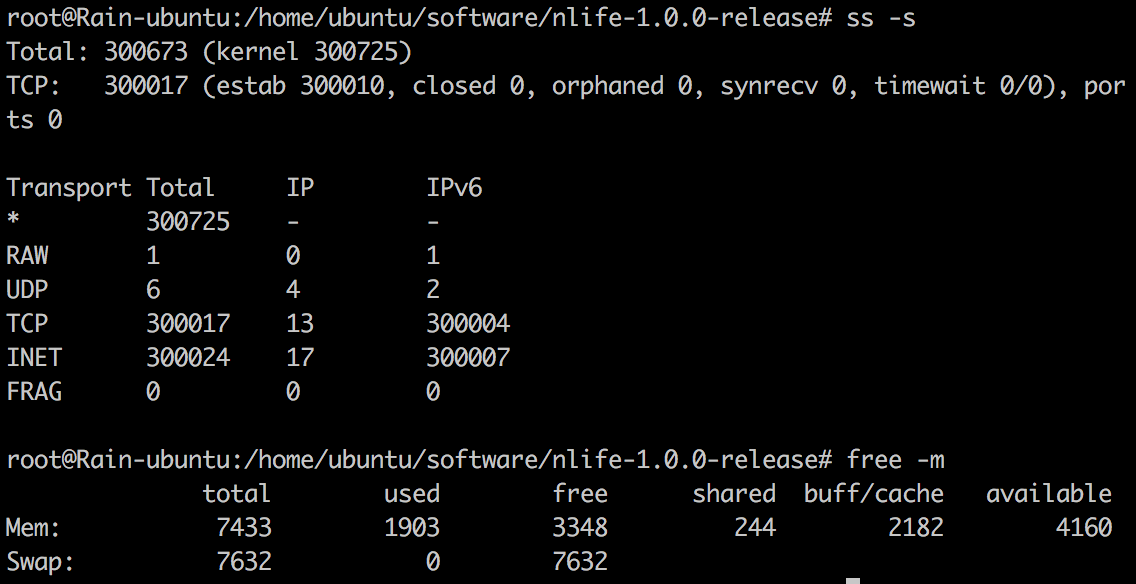 root@Rain-ubuntu:/home/ubuntu/software/nlife-1.0.0-release# ss -s
Total: 300673 (kernel 300725)
TCP:   300017 (estab 300010, closed 0, orphaned 0, synrecv 0, timewait 0/0), por
ts 0
Transport Total     IP        IPv6
*         300725    -         -
RAW       1         0         1
UDP       6         4         2
TCP       300017    13        300004
INET      300024    17        300007
FRAG      0         0         0
root@Rain-ubuntu:/home/ubuntu/software/nlife-1.0.0-release# free -m
              total        used        free      shared  buff/cache   available
Mem:           7433        1903        3348         244        2182        4160
Swap:          7632           0        7632